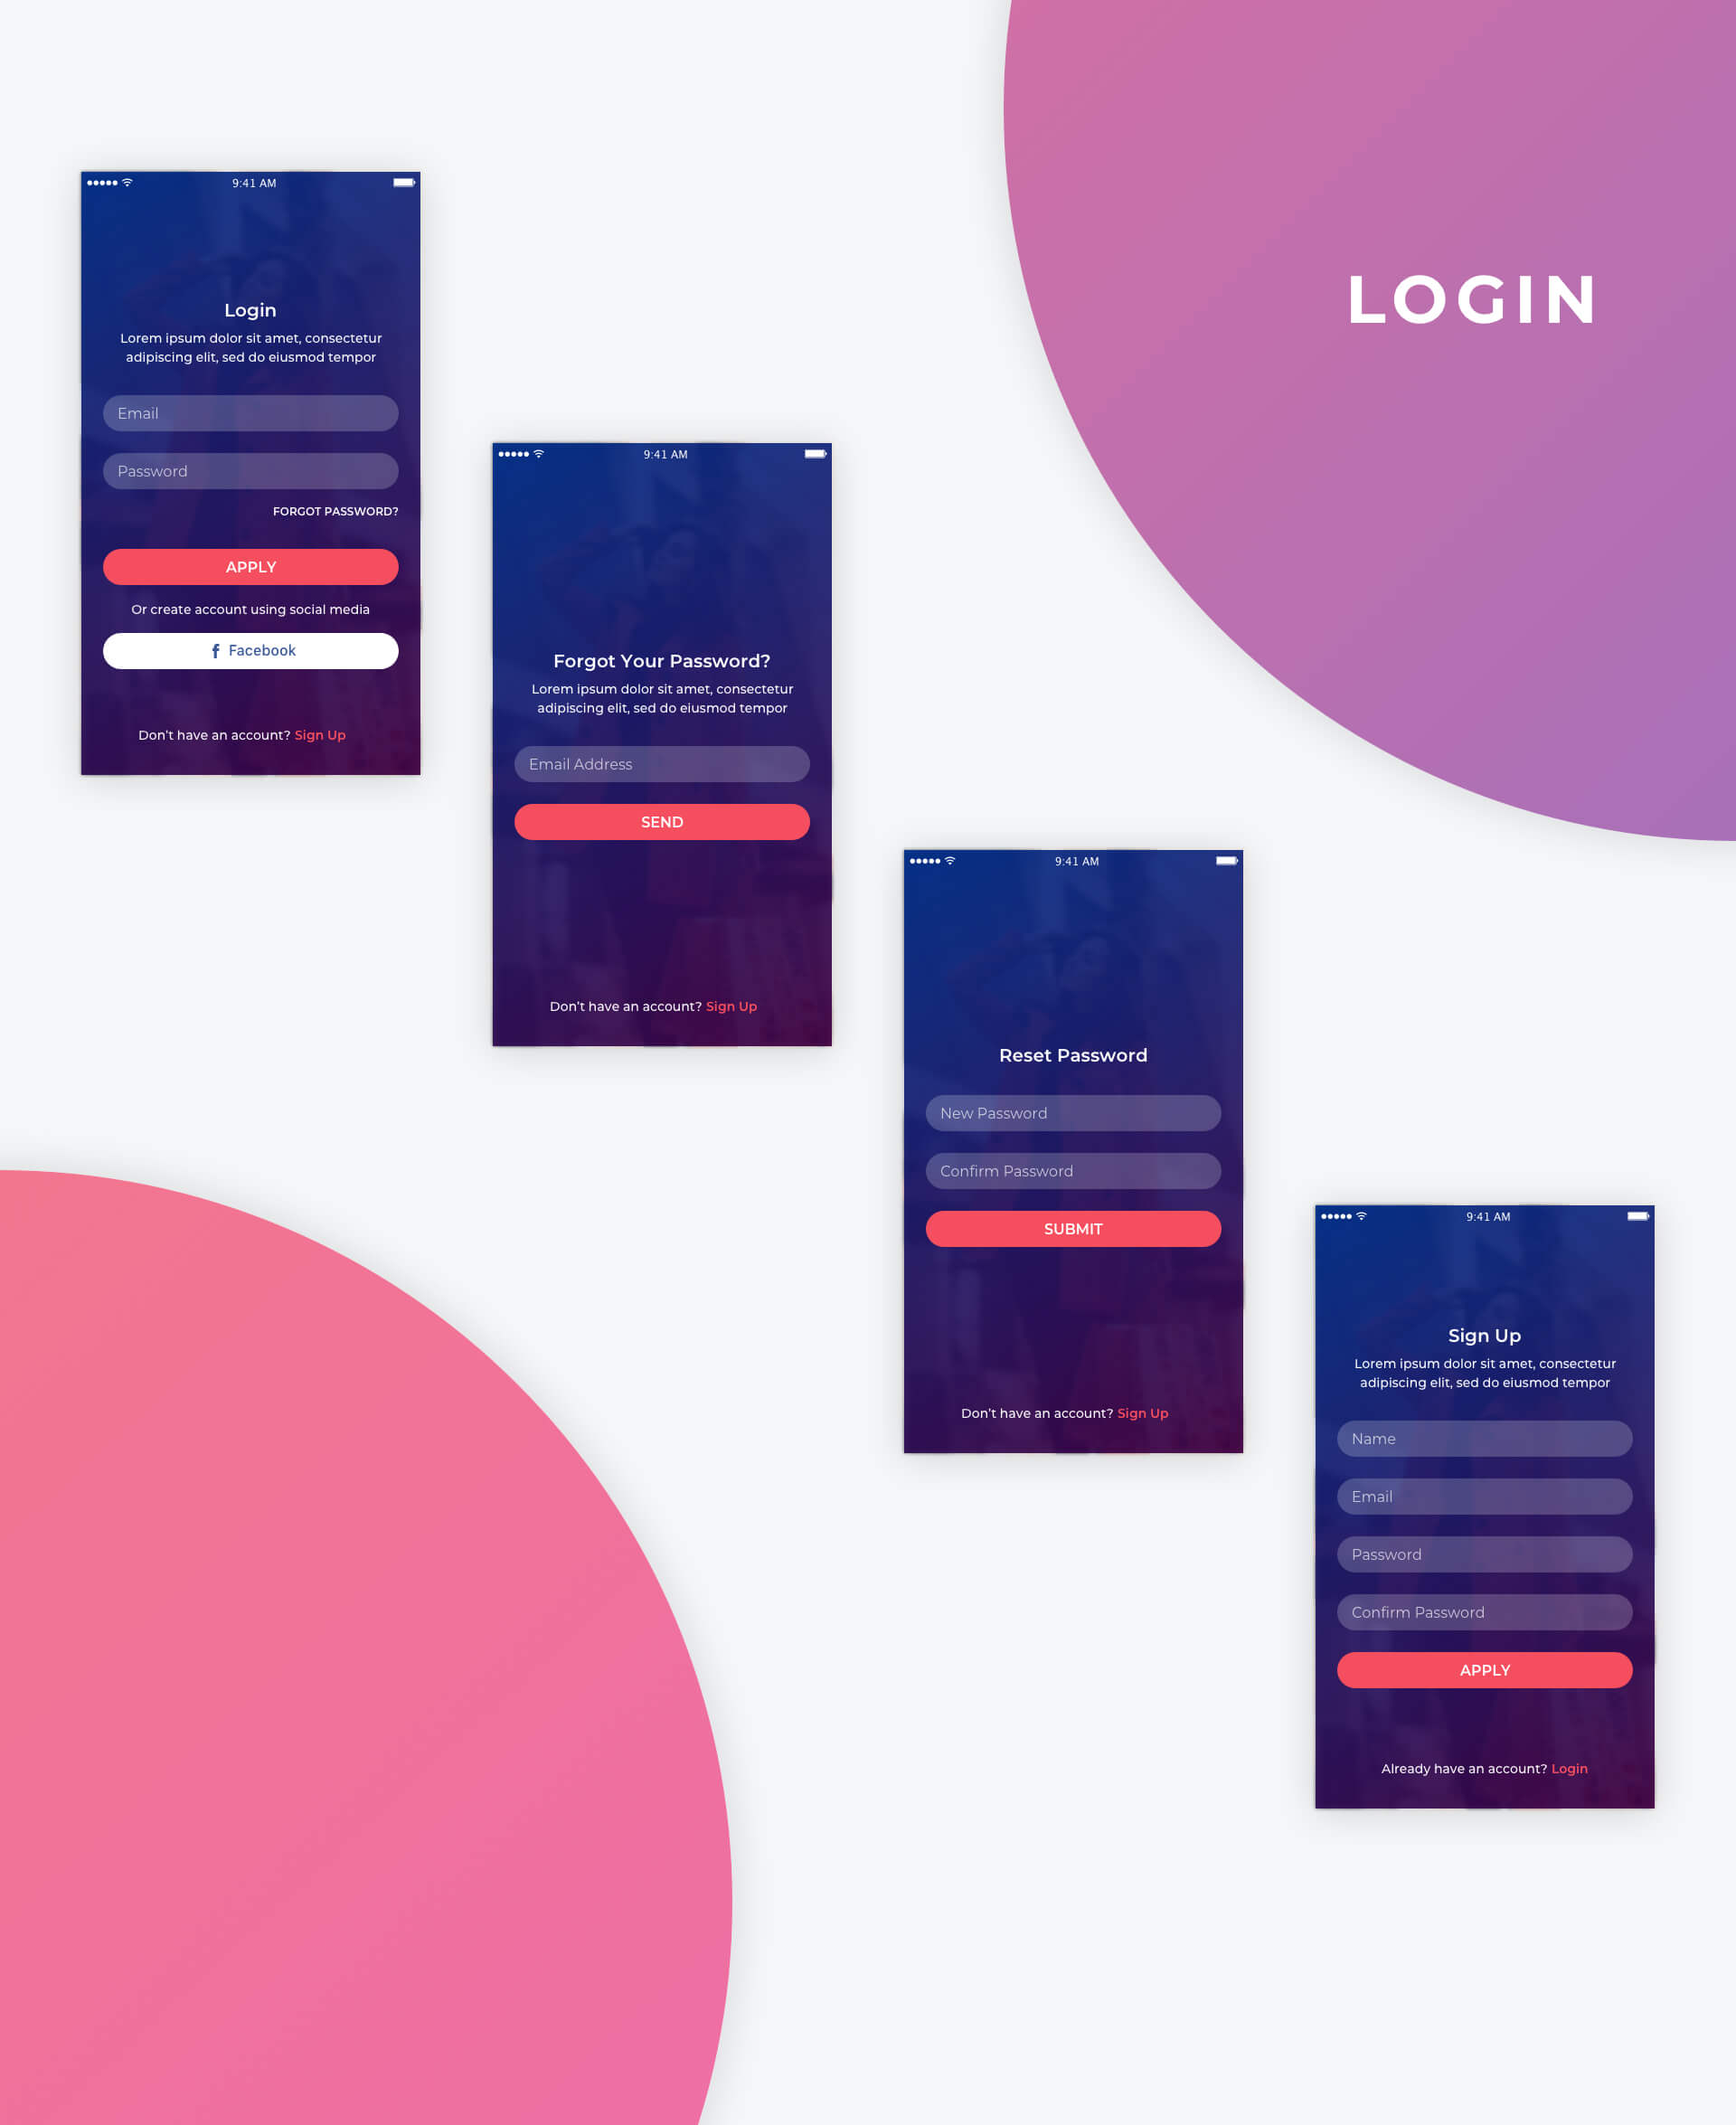 LOGIN
9:41 AM
Login
Lorem ipsum dolor sit amet, consectetur
adipiscing elit, sed do eiusmod tempor
Email
Password
FORGOT PASSWORD?
APPLY
Or create account using social media
f Facebook
Don't have an account? Sign Up
9:41 AM
Forgot Your Password?
Lorem ipsum dolor sit amet, consectetur
adipiscing elit, sed do eiusmod tempor
Email Address
SEND
Don't have an account? Sign Up
9:41 AM
Reset Password
New Password
Confirm Password
SUBMIT
Don't have an account? Sign Up
9:41 AM
Sign Up
Lorem ipsum dolor sit amet, consectetur
adipiscing elit, sed do eiusmod tempor
Name
Email
Password
Confirm Password
APPLY
Already have an account? Login